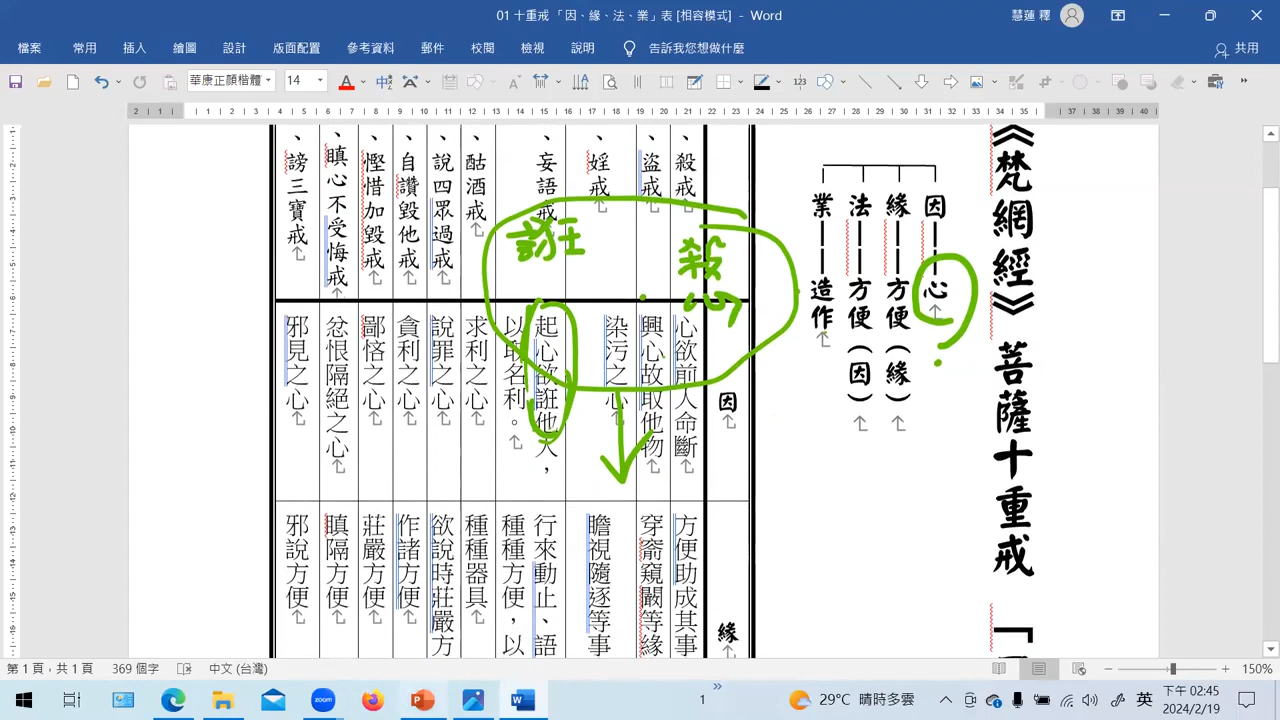 01 十重戒「因、緣、法、業」表 [相容模式] - Word
慧蓮 釋
檔案 常用 插入 繪圖 設計 版面配置 參考資料 郵件 校閱 檢視 說明 告訴我您想做什麼 共用
華康正顏楷體 14
《梵網經》菩薩十重戒 「
因——心
緣——方便（緣）
法——方便（因）
業——造作
因
緣
、殺戒
心欲前人命斷
方便助成其事
、盜戒
興心故取他物
穿窬窺闞等緣
、婬戒
染污之心
瞻視隨逐等事
、妄語戒
起心欲誑他人，
以取名利。
行來動止、語
種種方便，以
、酤酒戒
求利之心
種種器具
、說四眾過戒
說罪之心
欲說時莊嚴方
、自讚毀他戒
貪利之心
作諸方便
、慳惜加毀戒
鄙悋之心
莊嚴方便
、瞋心不受悔戒
忿恨隔絕之心
瞋隔方便
、謗三寶戒
邪見之心
邪說方便
殺心
誑
第 1 頁，共 1 頁 369 個字 中文 (台灣) 150%
zoom
1
29°C 晴時多雲
英
下午 02:45
2024/2/19